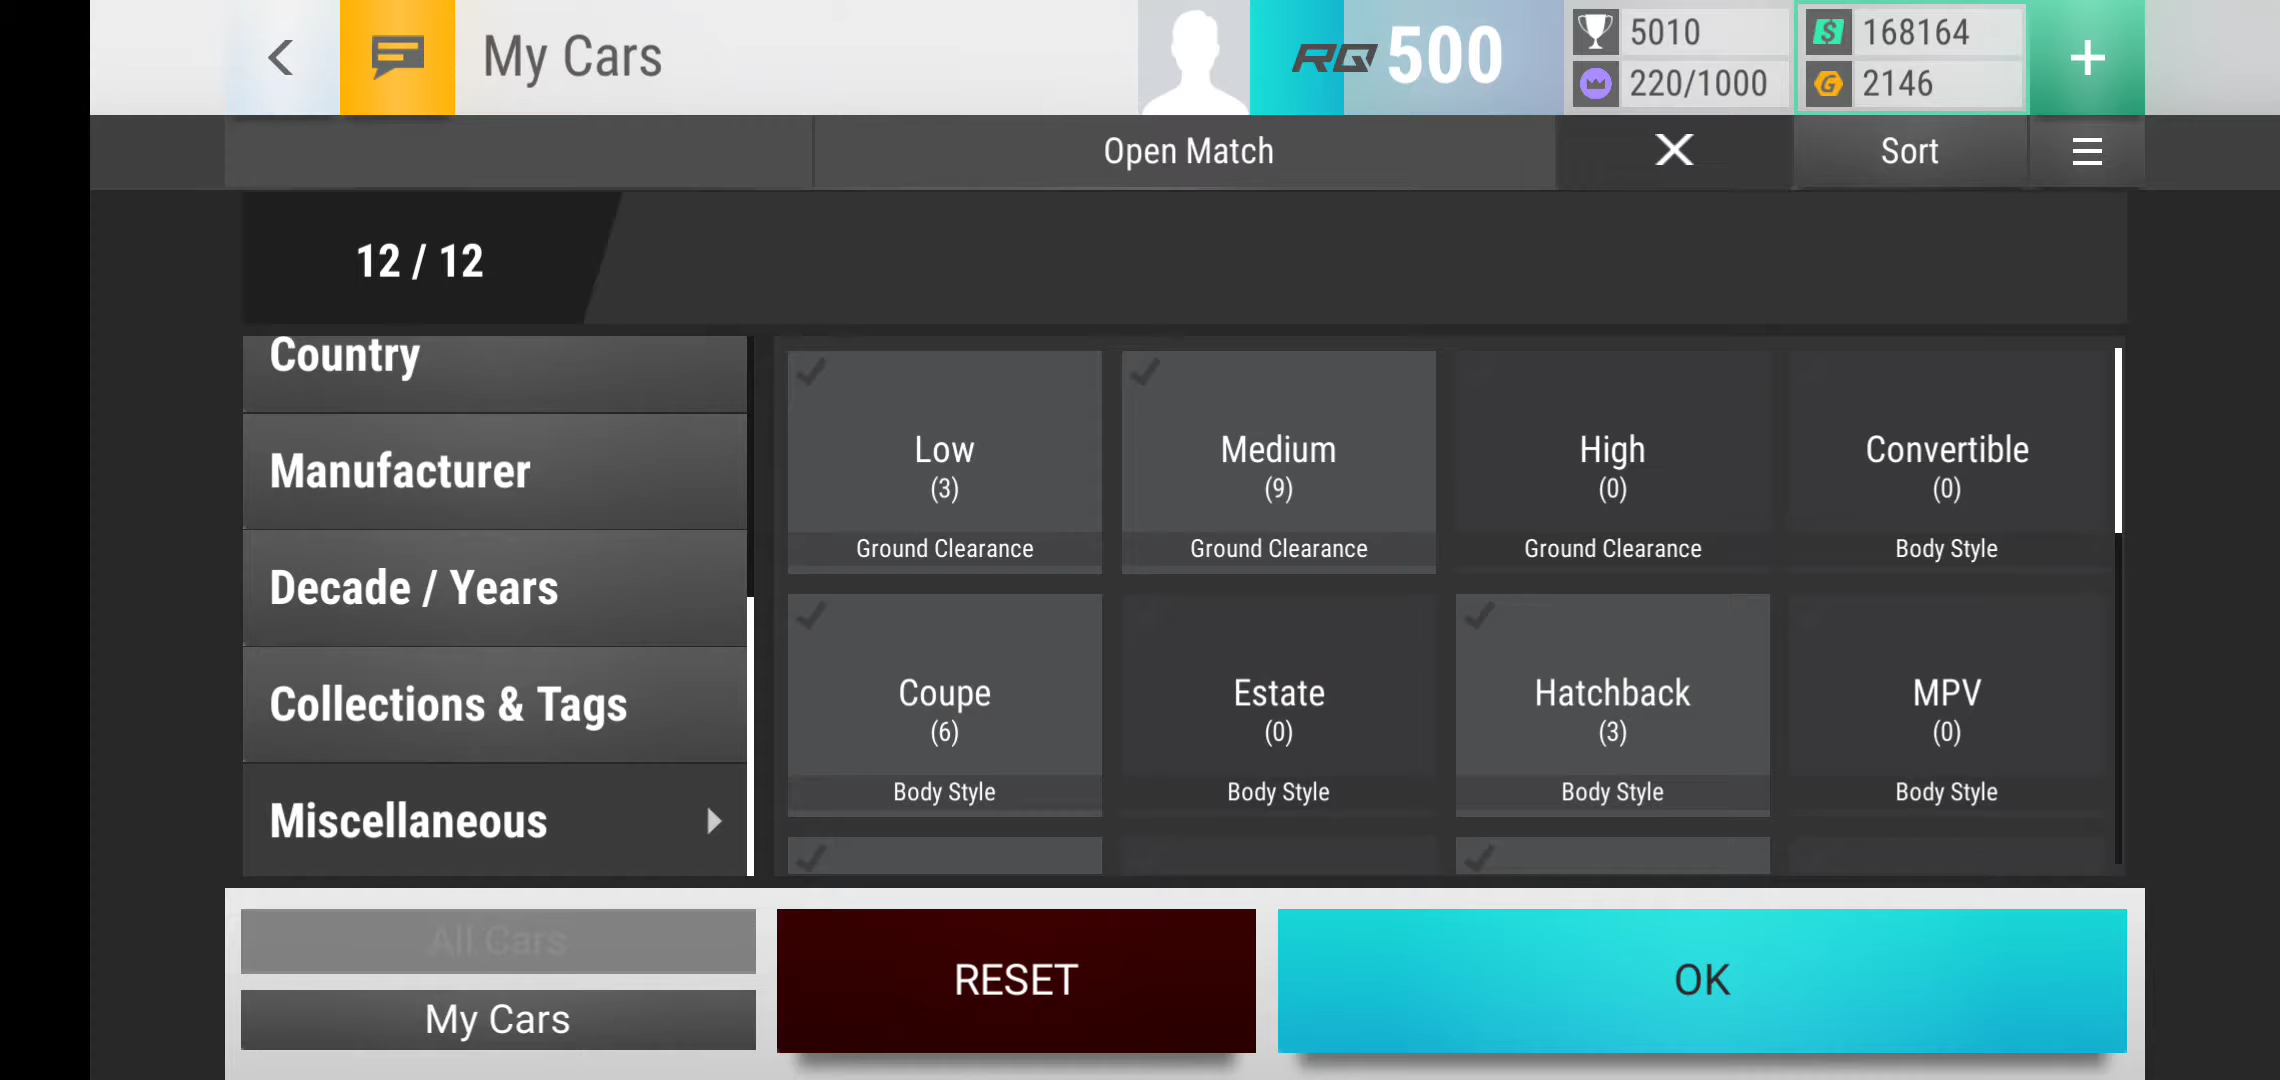 My Cars
RQ 500
5010
220/1000
168164
2146
+
Open Match
Sort
12 / 12
Country
Manufacturer
Decade / Years
Collections & Tags
Miscellaneous
Low
(3)
Ground Clearance
Medium
(9)
Ground Clearance
High
(0)
Ground Clearance
Convertible
(0)
Body Style
Coupe
(6)
Body Style
Estate
(0)
Body Style
Hatchback
(3)
Body Style
MPV
(0)
Body Style
All Cars
My Cars
RESET
OK